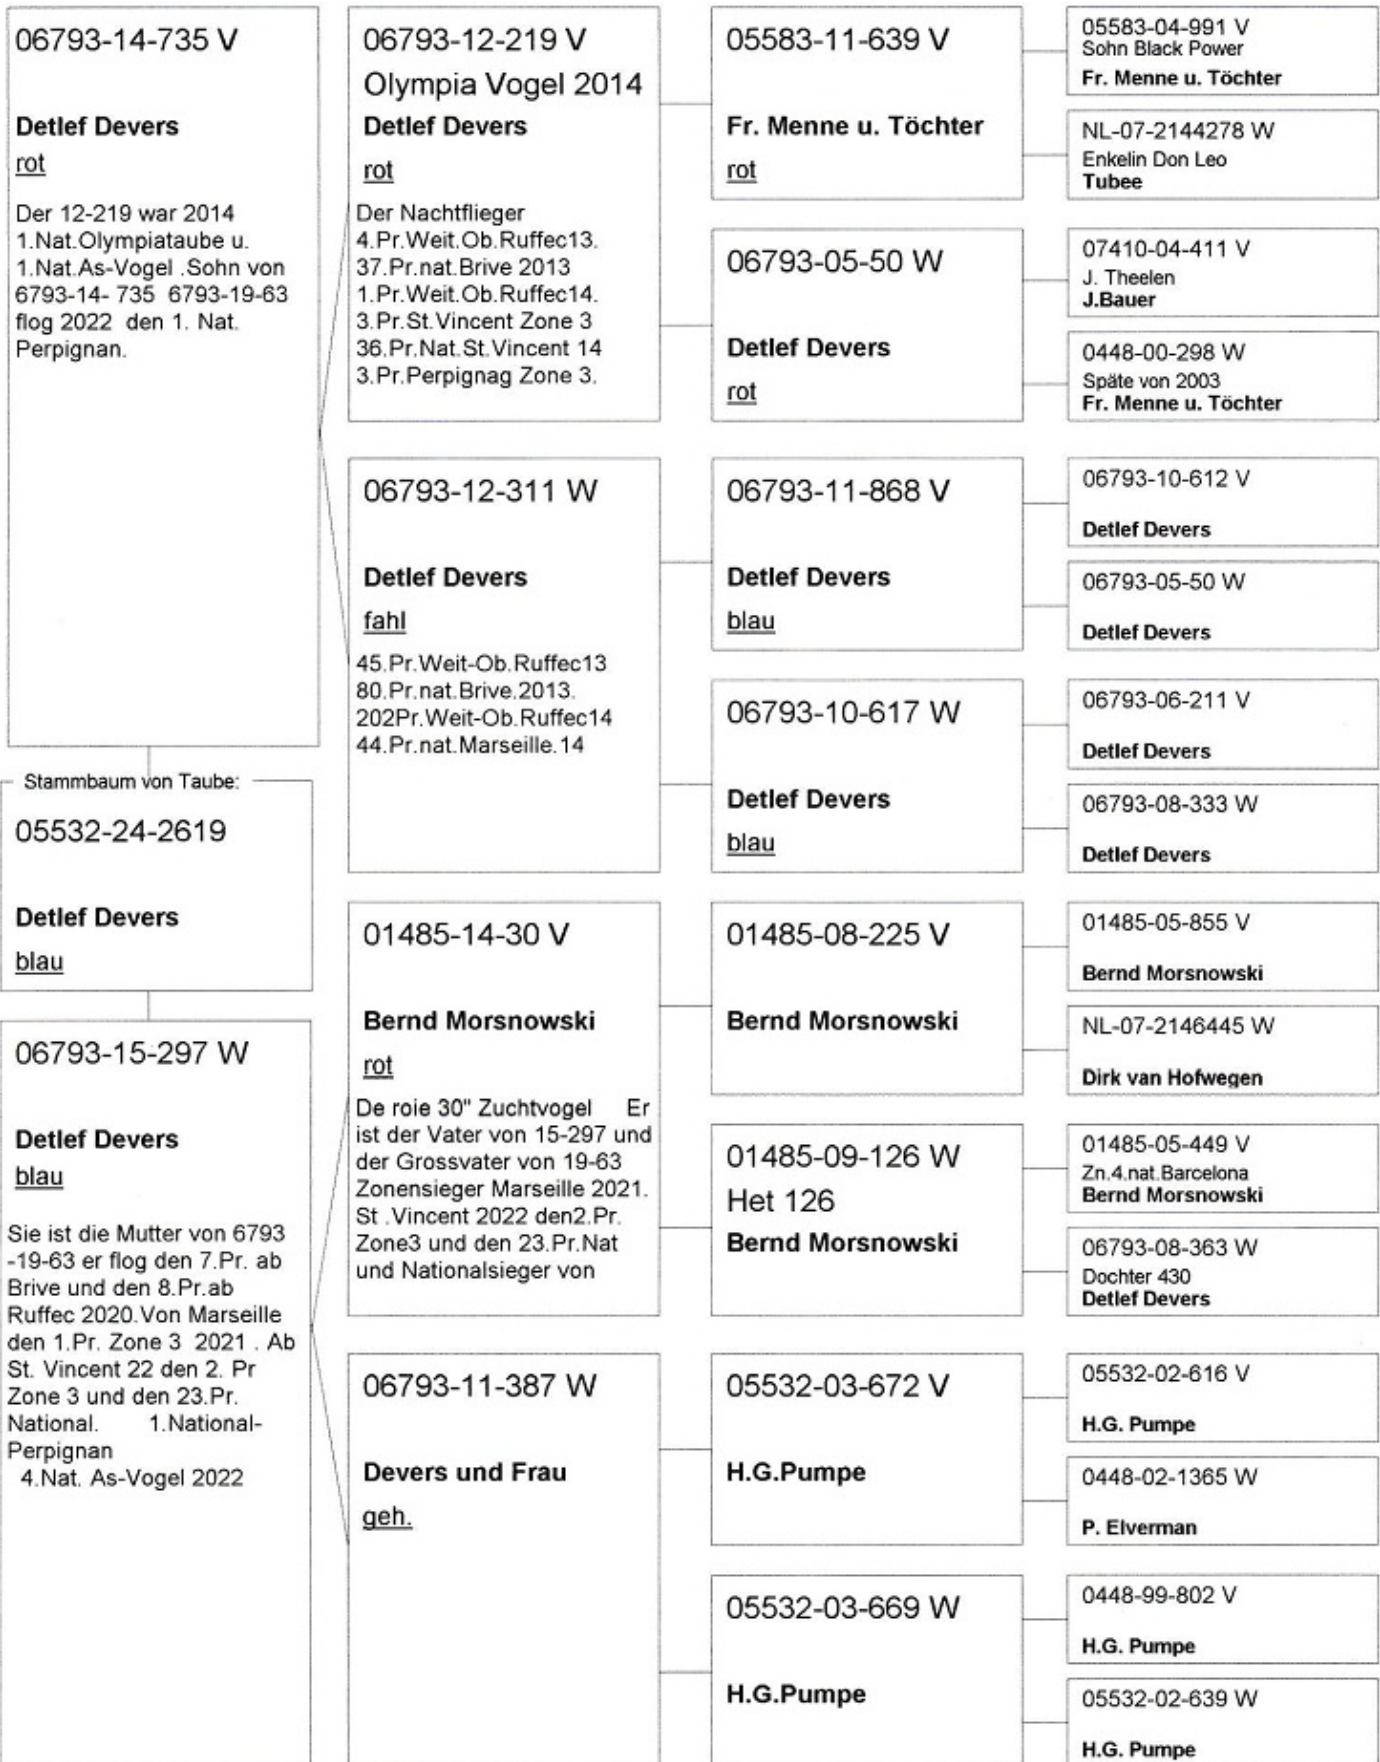 06793-14-735 V
Detlef Devers
rot
Der 12-219 war 2014
1.Nat.Olympiataube u.
1.Nat.As-Vogel .Sohn von
6793-14- 735  6793-19-63
flog 2022  den 1. Nat.
Perpignan.
Stammbaum von Taube:
05532-24-2619
Detlef Devers
blau
06793-15-297 W
Detlef Devers
blau
Sie ist die Mutter von 6793
-19-63 er flog den 7.Pr. ab
Brive und den 8.Pr.ab
Ruffec 2020.Von Marseille
den 1.Pr. Zone 3  2021 . Ab
St. Vincent 22 den 2. Pr
Zone 3 und den 23.Pr.
National.       1.National-
Perpignan
4.Nat. As-Vogel 2022
06793-12-219 V
Olympia Vogel 2014
Detlef Devers
rot
Der Nachtflieger
4.Pr.Weit.Ob.Ruffec13.
37.Pr.nat.Brive 2013
1.Pr.Weit.Ob.Ruffec14.
3.Pr.St.Vincent Zone 3
36.Pr.Nat.St.Vincent 14
3.Pr.Perpignag Zone 3.
06793-12-311 W
Detlef Devers
fahl
45.Pr.Weit-Ob.Ruffec13
80.Pr.nat.Brive.2013.
202Pr.Weit-Ob.Ruffec14
44.Pr.nat.Marseille.14
01485-14-30 V
Bernd Morsnowski
rot
De roie 30" Zuchtvogel    Er
ist der Vater von 15-297 und
der Grossvater von 19-63
Zonensieger Marseille 2021.
St .Vincent 2022 den2.Pr.
Zone3 und den 23.Pr.Nat
und Nationalsieger von
06793-11-387 W
Devers und Frau
geh.
05583-11-639 V
Fr. Menne u. Töchter
rot
06793-05-50 W
Detlef Devers
rot
06793-11-868 V
Detlef Devers
blau
06793-10-617 W
Detlef Devers
blau
01485-08-225 V
Bernd Morsnowski
01485-09-126 W
Het 126
Bernd Morsnowski
05532-03-672 V
H.G.Pumpe
05532-03-669 W
H.G.Pumpe
05583-04-991 V
Sohn Black Power
Fr. Menne u. Töchter
NL-07-2144278 W
Enkelin Don Leo
Tubee
07410-04-411 V
J. Theelen
J.Bauer
0448-00-298 W
Späte von 2003
Fr. Menne u. Töchter
06793-10-612 V
Detlef Devers
06793-05-50 W
Detlef Devers
06793-06-211 V
Detlef Devers
06793-08-333 W
Detlef Devers
01485-05-855 V
Bernd Morsnowski
NL-07-2146445 W
Dirk van Hofwegen
01485-05-449 V
Zn.4.nat.Barcelona
Bernd Morsnowski
06793-08-363 W
Dochter 430
Detlef Devers
05532-02-616 V
H.G. Pumpe
0448-02-1365 W
P. Elverman
0448-99-802 V
H.G. Pumpe
05532-02-639 W
H.G. Pumpe